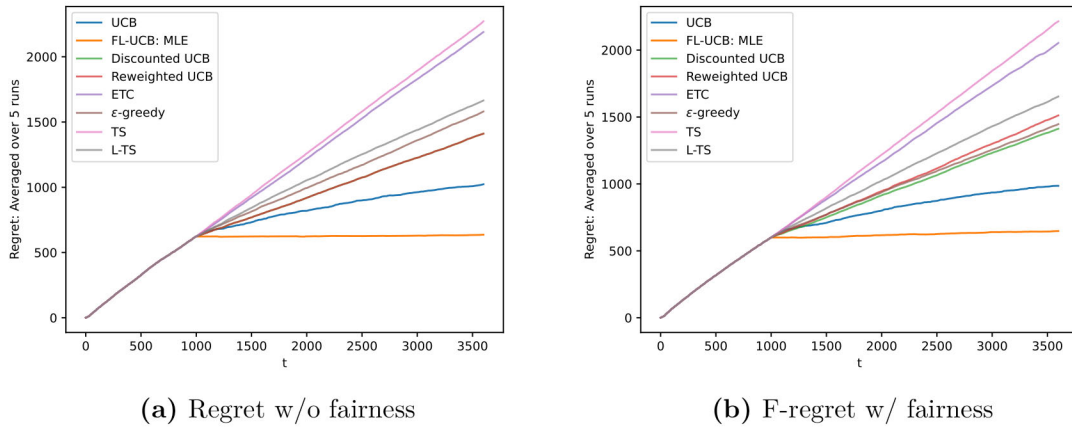 Regret: Averaged over 5 runs
2000
1500
1000
500
0
UCB
FL-UCB: MLE
Discounted UCB
Reweighted UCB
ETC
ε-greedy
TS
L-TS
0 500 1000 1500 2000 2500 3000 3500
t
(a) Regret w/o fairness
Regret: Averaged over 5 runs
2000
1500
1000
500
0
UCB
FL-UCB: MLE
Discounted UCB
Reweighted UCB
ETC
ε-greedy
TS
L-TS
0 500 1000 1500 2000 2500 3000 3500
t
(b) F-regret w/ fairness